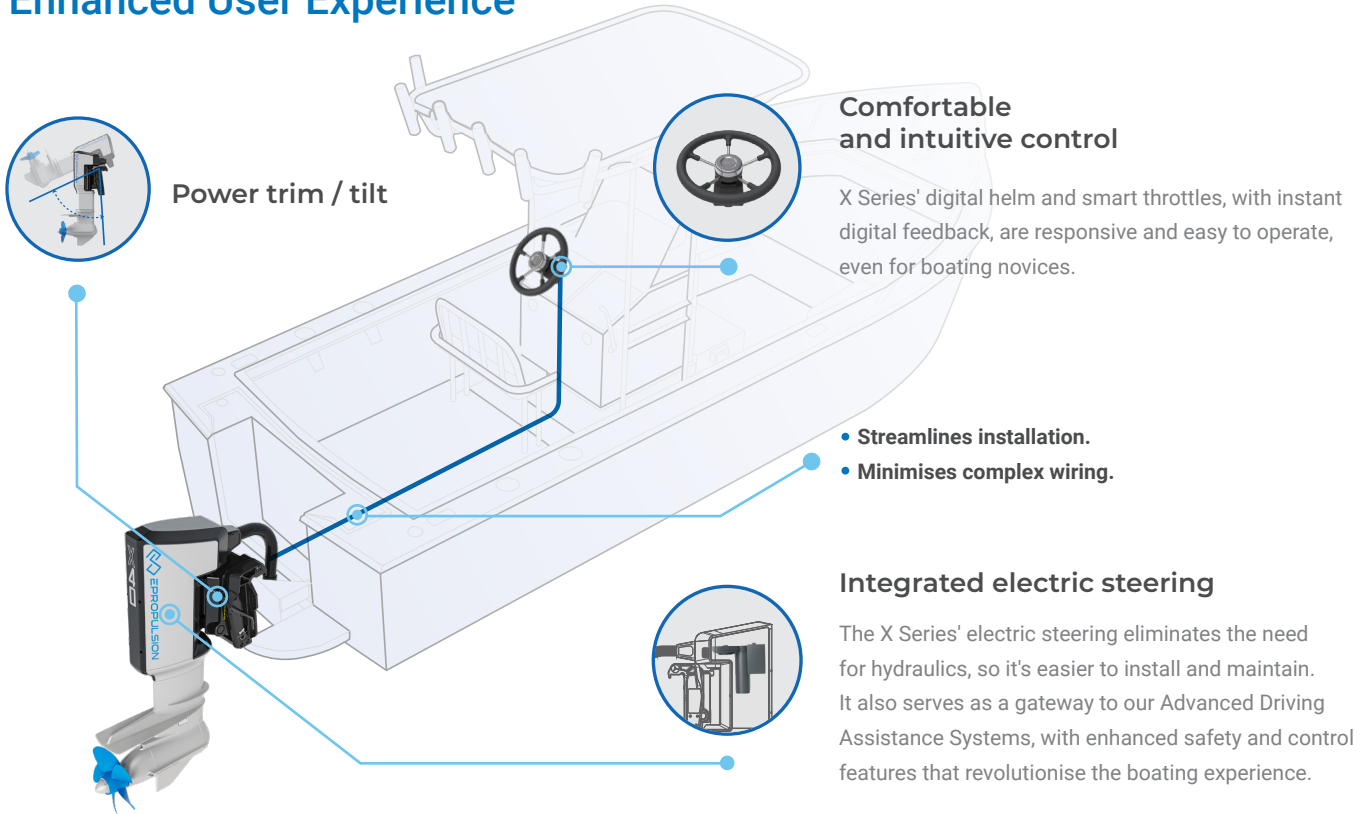 Enhanced User Experience
Power trim / tilt
Comfortable
and intuitive control
X Series' digital helm and smart throttles, with instant
digital feedback, are responsive and easy to operate,
even for boating novices.
• Streamlines installation.
• Minimises complex wiring.
X40
EPROPULSION
Integrated electric steering
The X Series' electric steering eliminates the need
for hydraulics, so it's easier to install and maintain.
It also serves as a gateway to our Advanced Driving
Assistance Systems, with enhanced safety and control
features that revolutionise the boating experience.